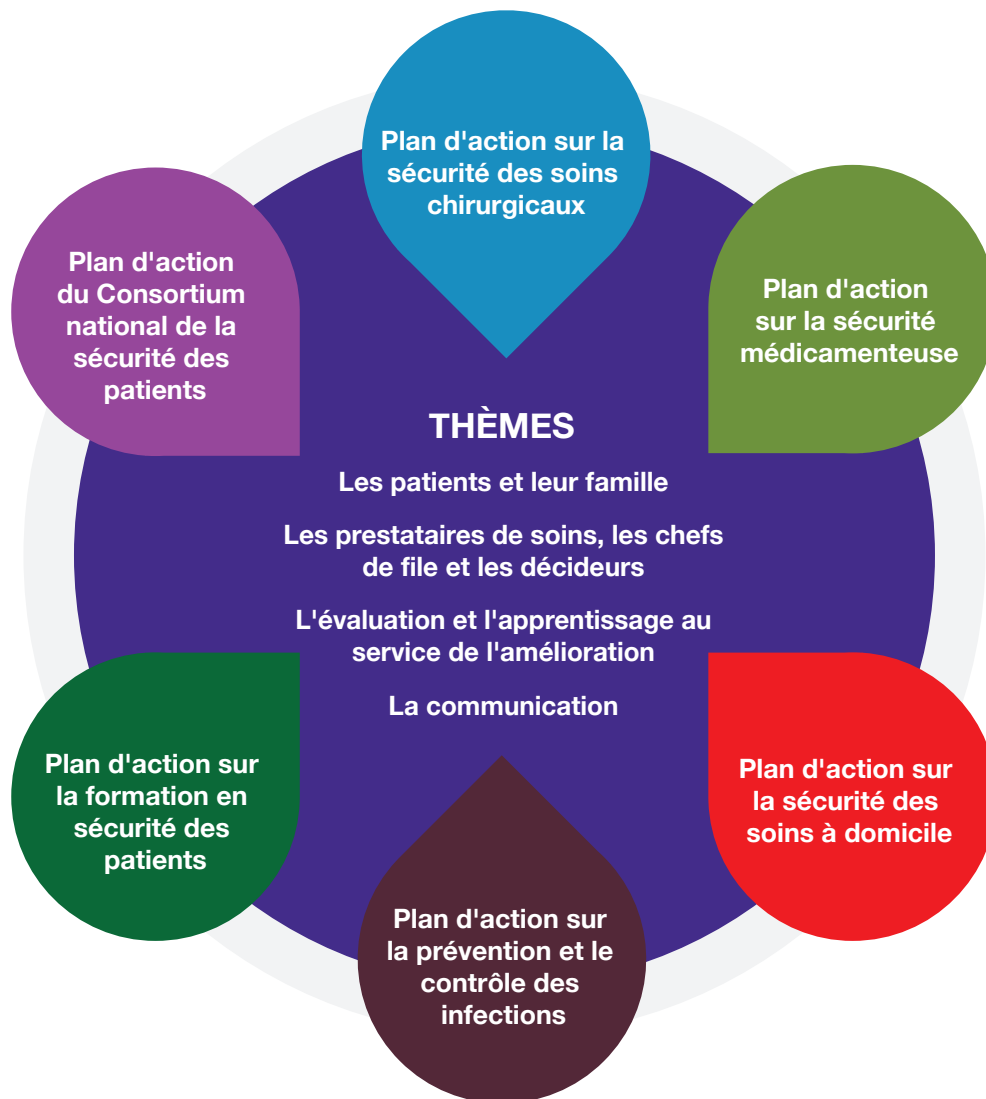 Plan d'action sur la
sécurité des soins
chirurgicaux
Plan d'action
du Consortium
national de la
sécurité des
patients
Plan d'action
sur la sécurité
médicamenteuse
THÈMES
Les patients et leur famille
Les prestataires de soins, les chefs
de file et les décideurs
L'évaluation et l'apprentissage au
service de l'amélioration
La communication
Plan d'action sur
la formation en
sécurité des
patients
Plan d'action sur
la sécurité des
soins à domicile
Plan d'action sur
la prévention et le
contrôle des
infections